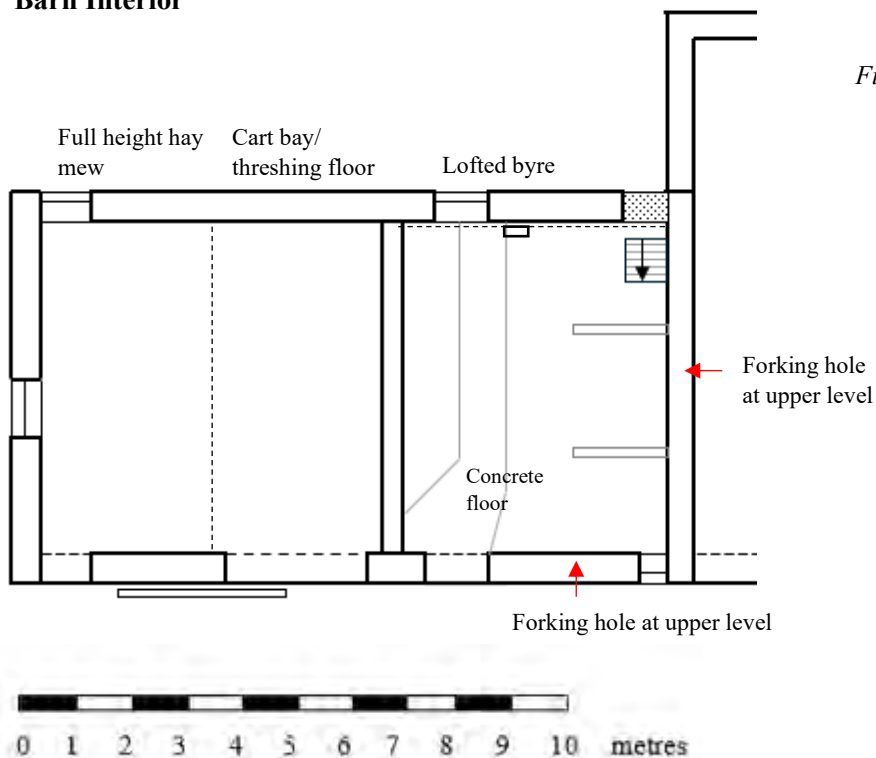 Barn Interior
Full height hay
mew
Cart bay/
threshing floor
Lofted byre
Forking hole
at upper level
Concrete
floor
Forking hole at upper level
0 1 2 3 4 5 6 7 8 9 10 metres